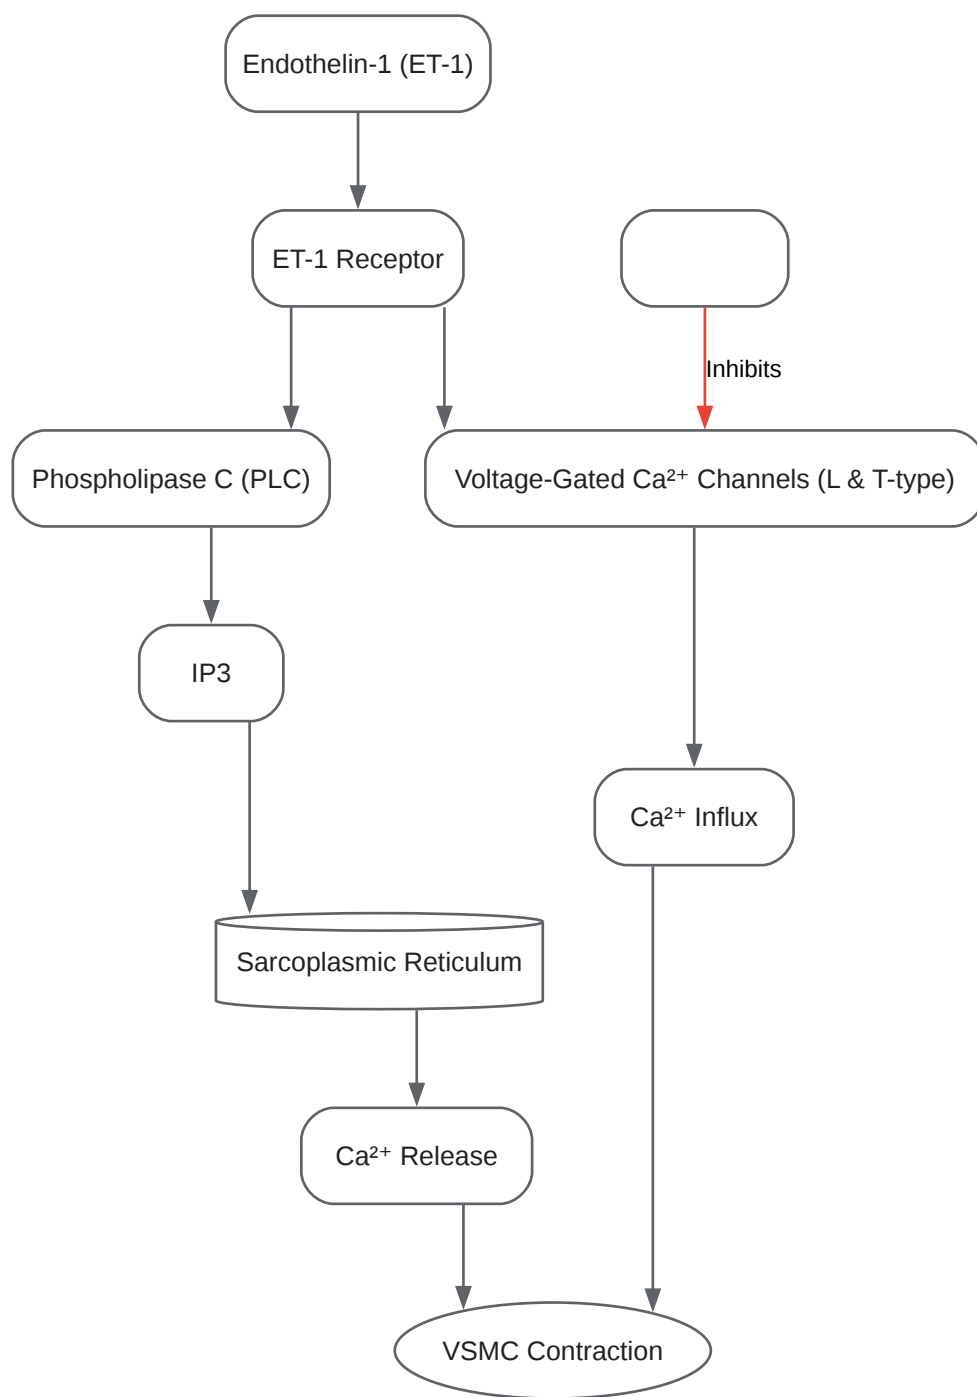 Endothelin-1 (ET-1)
ET-1 Receptor
Inhibits
Phospholipase C (PLC)
Voltage-Gated Ca²⁺ Channels (L & T-type)
IP3
Ca²⁺ Influx
Sarcoplasmic Reticulum
Ca²⁺ Release
VSMC Contraction